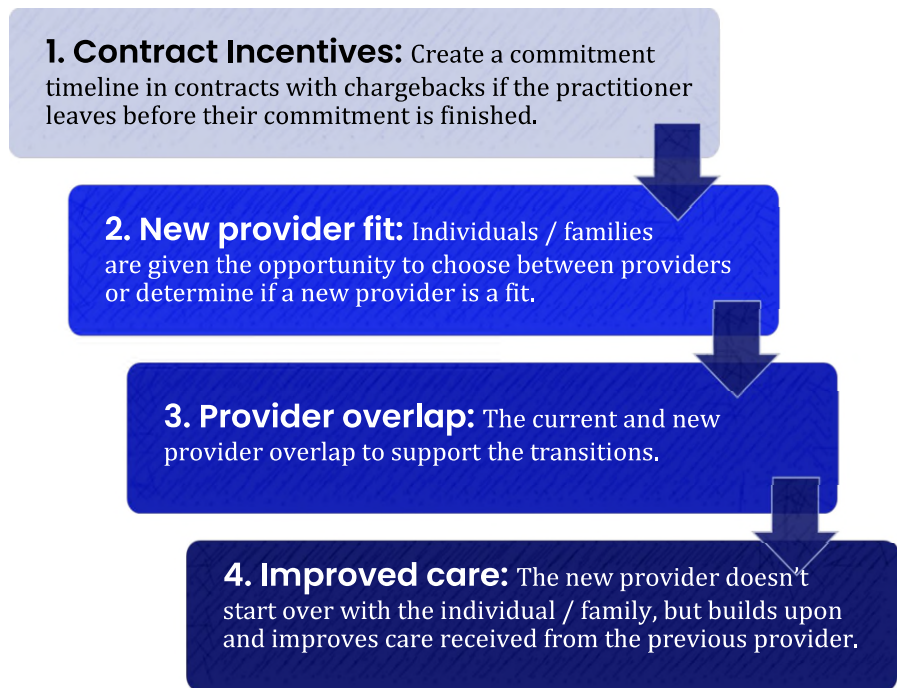 1. Contract Incentives: Create a commitment
timeline in contracts with chargebacks if the practitioner
leaves before their commitment is finished.
2. New provider fit: Individuals / families
are given the opportunity to choose between providers
or determine if a new provider is a fit.
3. Provider overlap: The current and new
provider overlap to support the transitions.
4. Improved care: The new provider doesn’t
start over with the individual / family, but builds upon
and improves care received from the previous provider.